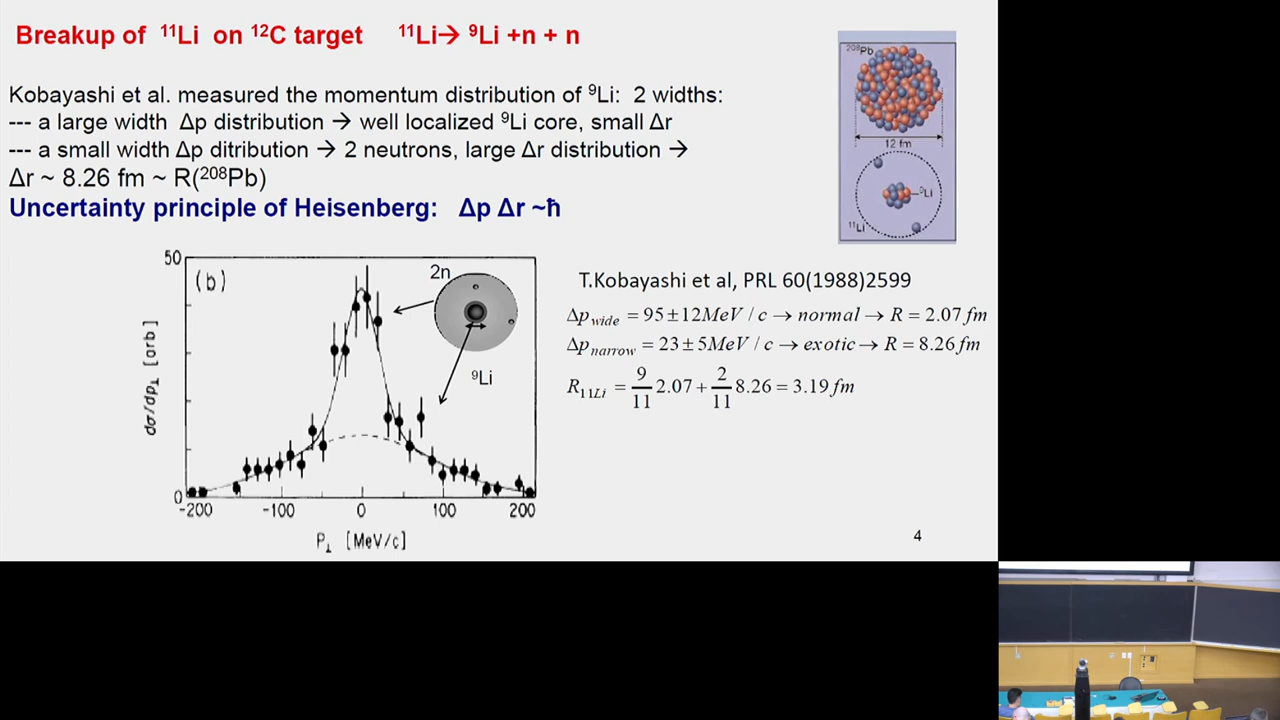 Breakup of ¹¹Li on ¹²C target ¹¹Li→ ⁹Li +n + n
Kobayashi et al. measured the momentum distribution of ⁹Li: 2 widths:
--- a large width Δp distribution → well localized ⁹Li core, small Δr
--- a small width Δp ditribution → 2 neutrons, large Δr distribution →
Δr ~ 8.26 fm ~ R(²⁰⁸Pb)
Uncertainty principle of Heisenberg: Δp Δr ~ħ
²⁰⁸Pb
12 fm
⁹Li
¹¹Li
50
(b)
2n
⁹Li
dσ/dp⊥ [arb]
0
-200 -100 0 100 200
P⊥ [MeV/c]
T.Kobayashi et al, PRL 60(1988)2599
Δp_wide = 95±12MeV / c → normal → R = 2.07 fm
Δp_narrow = 23±5MeV / c → exotic → R = 8.26 fm
R_11Li = 9/11 2.07 + 2/11 8.26 = 3.19 fm
4